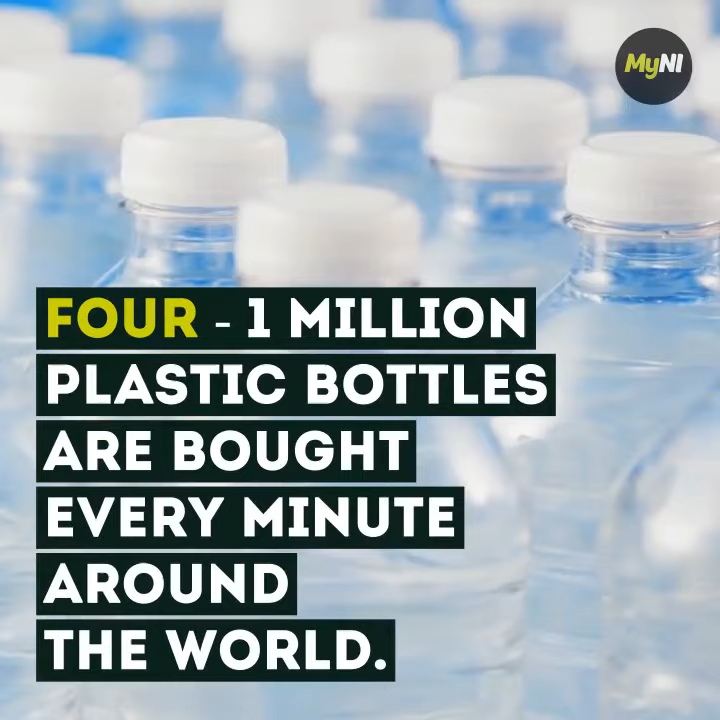 MyNI
FOUR - 1 MILLION
PLASTIC BOTTLES
ARE BOUGHT
EVERY MINUTE
AROUND
THE WORLD.